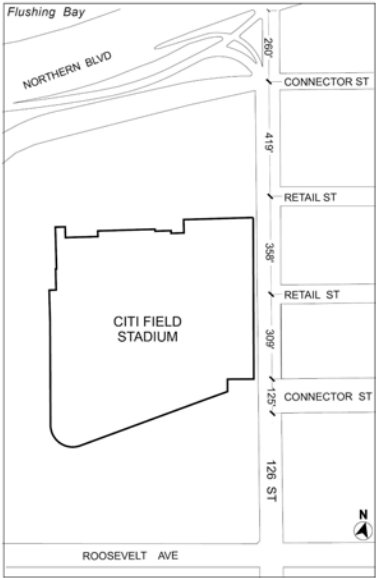 Flushing Bay
260'
NORTHERN BLVD
CONNECTOR ST
419'
RETAIL ST
358'
RETAIL ST
CITI FIELD
STADIUM
309'
125'
CONNECTOR ST
126 ST
N
ROOSEVELT AVE